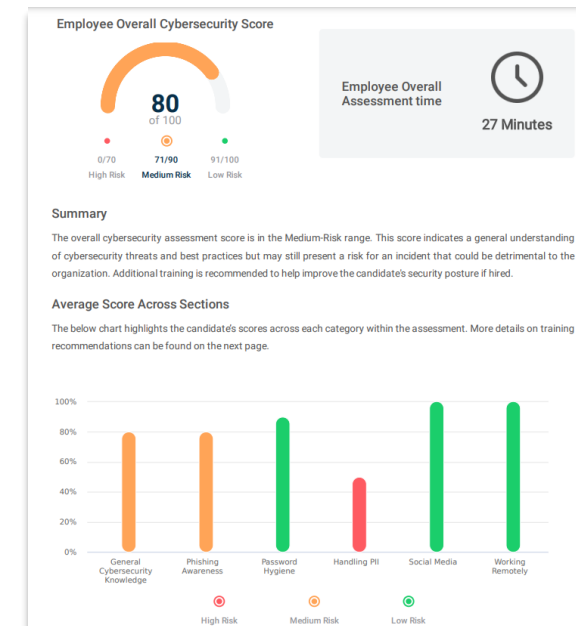 Employee Overall Cybersecurity Score
80
of 100
0/70
71/90
91/100
High Risk
Medium Risk
Low Risk
Employee Overall
Assessment time
27 Minutes
Summary
The overall cybersecurity assessment score is in the Medium-Risk range. This score indicates a general understanding
of cybersecurity threats and best practices but may still present a risk for an incident that could be detrimental to the
organization. Additional training is recommended to help improve the candidate's security posture if hired.
Average Score Across Sections
The below chart highlights the candidate's scores across each category within the assessment. More details on training
recommendations can be found on the next page.
100%
80%
60%
40%
20%
0%
General
Cybersecurity
Knowledge
Phishing
Awareness
Password
Hygiene
Handling PII
Social Media
Working
Remotely
High Risk
Medium Risk
Low Risk